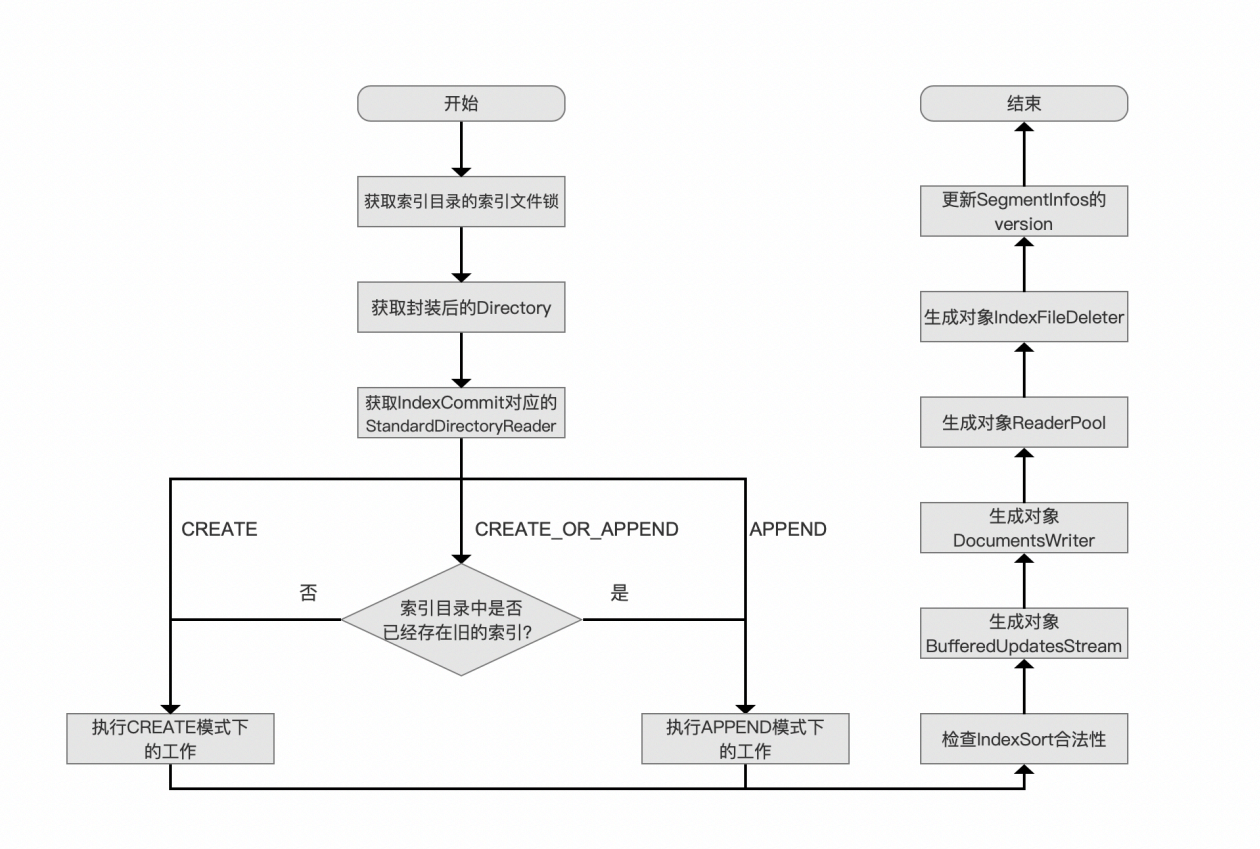 开始
获取索引目录的索引文件锁
获取封装后的Directory
获取IndexCommit对应的
StandardDirectoryReader
CREATE
CREATE_OR_APPEND
APPEND
否
是
索引目录中是否
已经存在旧的索引?
执行CREATE模式下
的工作
执行APPEND模式下
的工作
检查IndexSort合法性
生成对象
BufferedUpdatesStream
生成对象
DocumentsWriter
生成对象ReaderPool
生成对象IndexFileDeleter
更新SegmentInfos的
version
结束